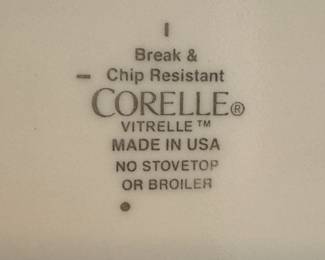 Break &
Chip Resistant
CORELLE®
VITRELLE™
MADE IN USA
NO STOVETOP
OR BROILER